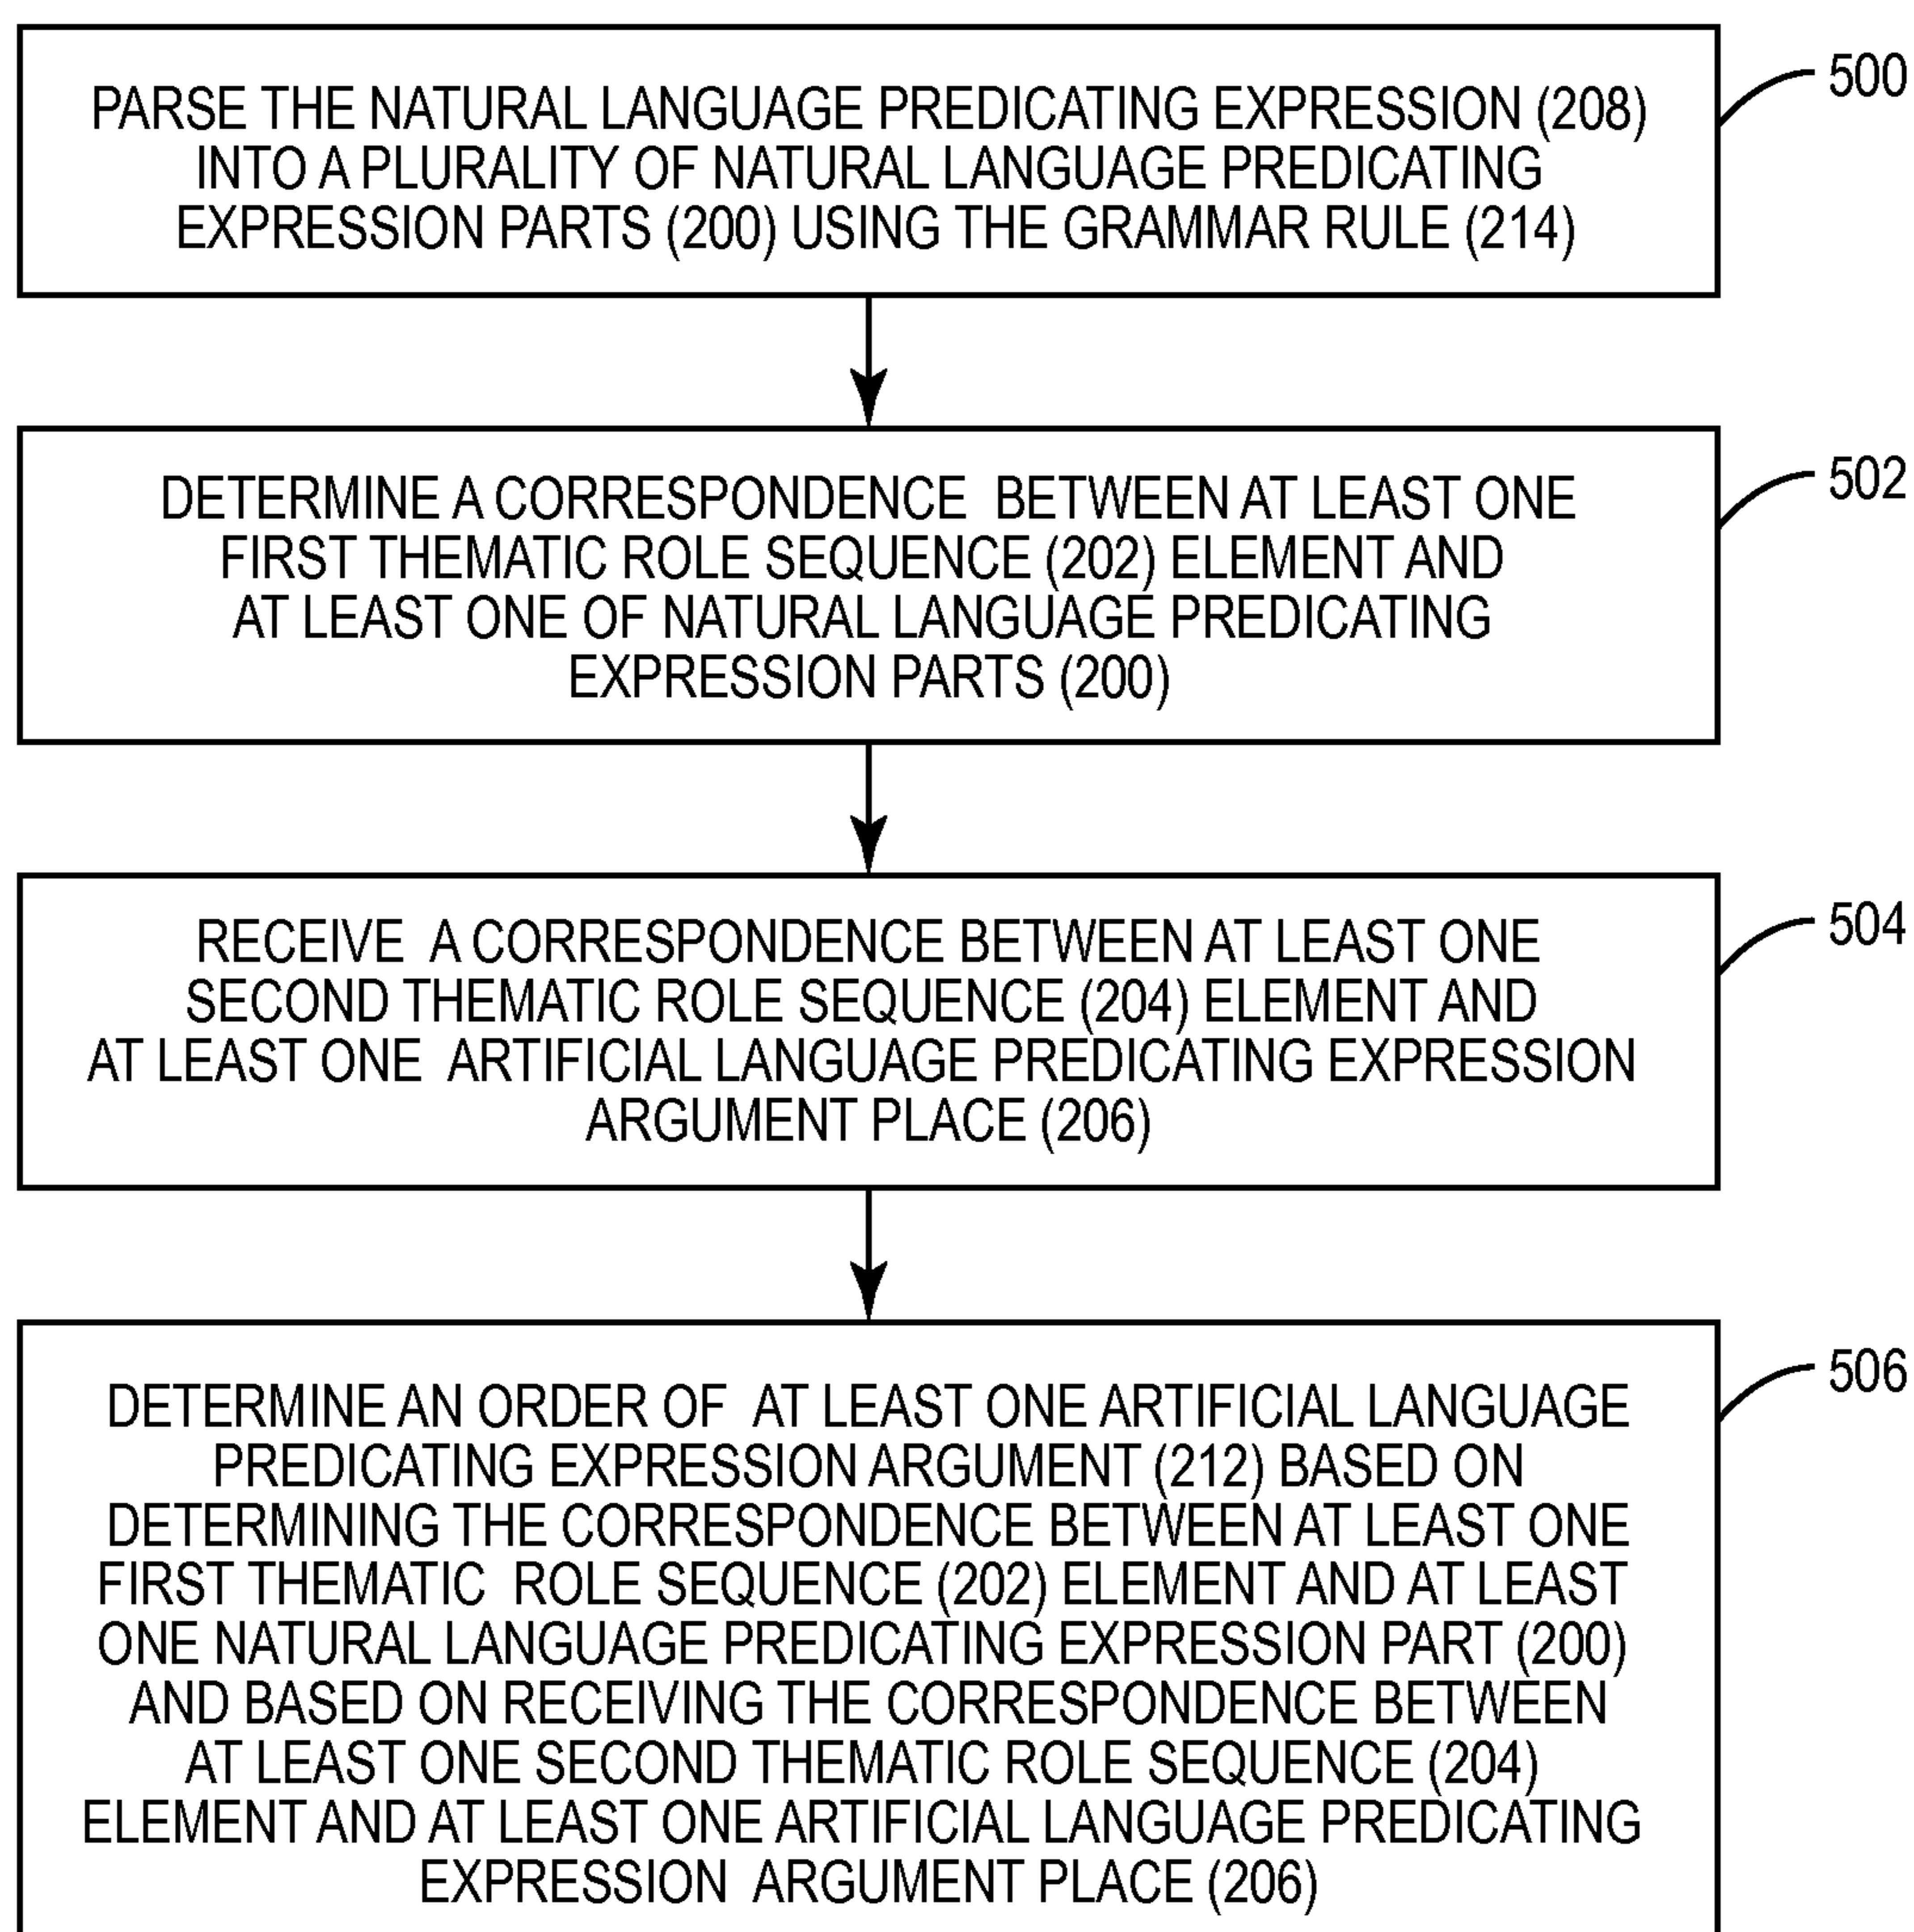 PARSE THE NATURAL LANGUAGE PREDICATING EXPRESSION (208)
INTO A PLURALITY OF NATURAL LANGUAGE PREDICATING
EXPRESSION PARTS (200) USING THE GRAMMAR RULE (214)
500
DETERMINE A CORRESPONDENCE BETWEEN AT LEAST ONE
FIRST THEMATIC ROLE SEQUENCE (202) ELEMENT AND
AT LEAST ONE OF NATURAL LANGUAGE PREDICATING
EXPRESSION PARTS (200)
502
RECEIVE A CORRESPONDENCE BETWEEN AT LEAST ONE
SECOND THEMATIC ROLE SEQUENCE (204) ELEMENT AND
AT LEAST ONE ARTIFICIAL LANGUAGE PREDICATING EXPRESSION
ARGUMENT PLACE (206)
504
DETERMINE AN ORDER OF AT LEAST ONE ARTIFICIAL LANGUAGE
PREDICATING EXPRESSION ARGUMENT (212) BASED ON
DETERMINING THE CORRESPONDENCE BETWEEN AT LEAST ONE
FIRST THEMATIC ROLE SEQUENCE (202) ELEMENT AND AT LEAST
ONE NATURAL LANGUAGE PREDICATING EXPRESSION PART (200)
AND BASED ON RECEIVING THE CORRESPONDENCE BETWEEN
AT LEAST ONE SECOND THEMATIC ROLE SEQUENCE (204)
ELEMENT AND AT LEAST ONE ARTIFICIAL LANGUAGE PREDICATING
EXPRESSION ARGUMENT PLACE (206)
506